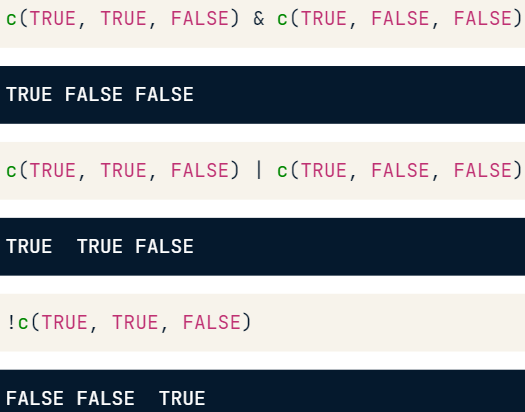 c(TRUE, TRUE, FALSE) & c(TRUE, FALSE, FALSE)
TRUE FALSE FALSE
c(TRUE, TRUE, FALSE) | c(TRUE, FALSE, FALSE)
TRUE  TRUE FALSE
!c(TRUE, TRUE, FALSE)
FALSE FALSE  TRUE